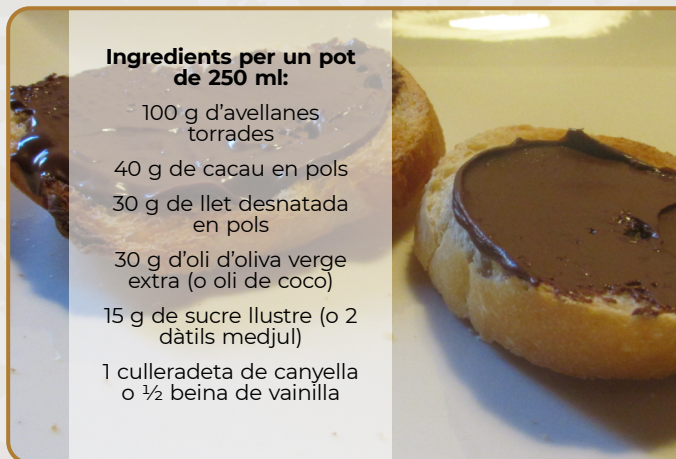 Ingredients per un pot
de 250 ml:
100 g d'avellanes
torrades
40 g de cacau en pols
30 g de llet desnatada
en pols
30 g d'oli d'oliva verge
extra (o oli de coco)
15 g de sucre llustre (o 2
dàtils medjul)
1 culleradeta de canyella
o ½ beina de vainilla